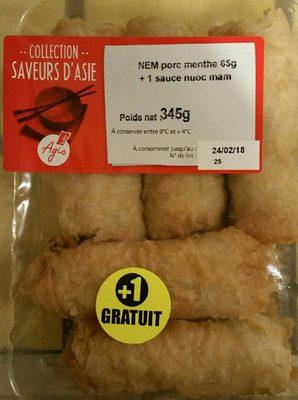 -- COLLECTION --
SAVEURS D'ASIE
Agis
NEM porc menthe 65g
+ 1 sauce nuoc mam
Poids net : 345g
À conserver entre 0°C et + 4°C
À consommer jusqu'au : 24/02/18
N° de lot : 25
+1
GRATUIT